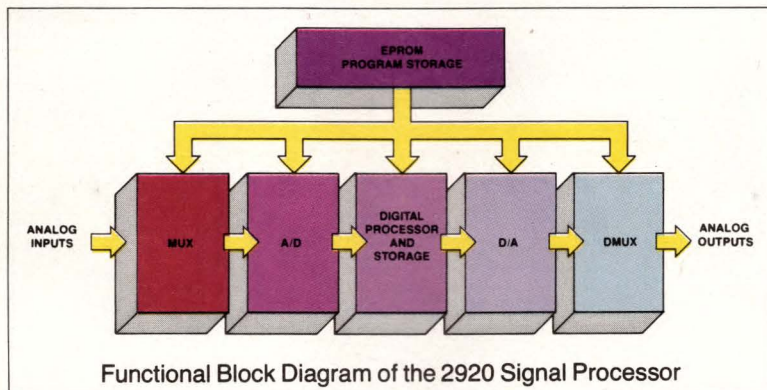 EPROM
PROGRAM STORAGE
ANALOG
INPUTS
MUX
A/D
DIGITAL
PROCESSOR
AND
STORAGE
D/A
DMUX
ANALOG
OUTPUTS
Functional Block Diagram of the 2920 Signal Processor